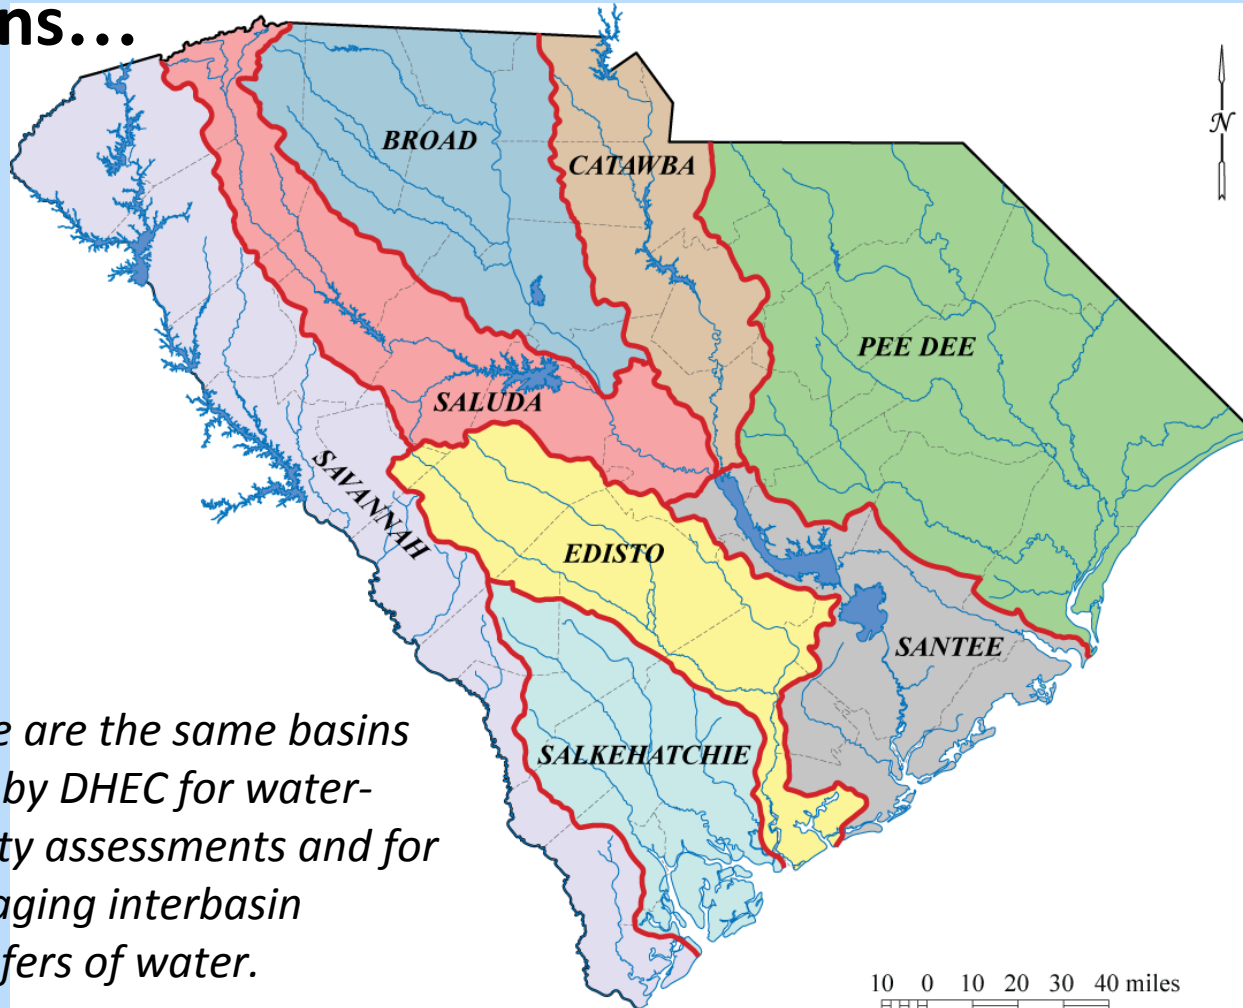 ns…
N
BROAD
CATAWBA
PEE DEE
SALUDA
SAVANNAH
EDISTO
SANTEE
SALKEHATCHIE
e are the same basins
by DHEC for water-
ty assessments and for
aging interbasin
fers of water.
10 0 10 20 30 40 miles